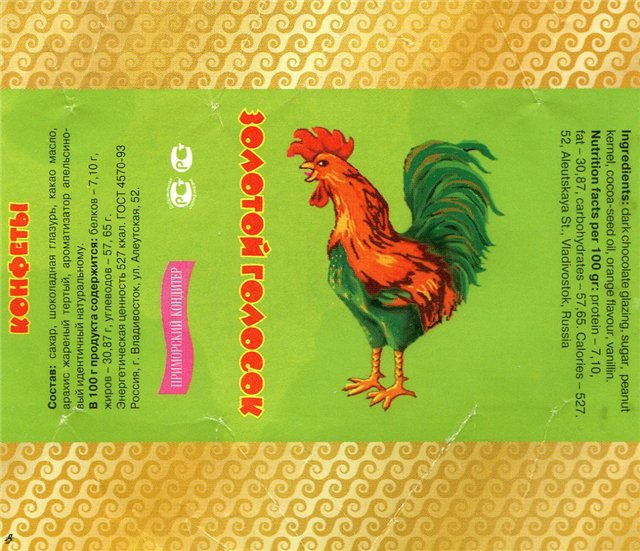 КОНФЕТЫ
Состав: сахар, шоколадная глазурь, какао масло,
арахис жареный тертый, ароматизатор апельсино-
вый идентичный натуральному.
В 100 г продукта содержится: белков – 7,10 г,
жиров – 30,87 г, углеводов – 57, 65 г.
Энергетическая ценность 527 ккал. ГОСТ 4570-93
Россия, г. Владивосток, ул. Алеутская, 52.
ПРИМОРСКИЙ КОНДИТЕР
РСТ РСТ
ЗОЛОТОЙ ГОЛОСОК
Ingredients: dark chocolate glazing, sugar, peanut
kernel, cocoa-seed oil, orange flavour, vanillin.
Nutrition facts per 100 gr: protein – 7,10,
fat – 30,87, carbohydrates – 57,65. Calories – 527.
52, Aleutskaya St., Vladivostok, Russia